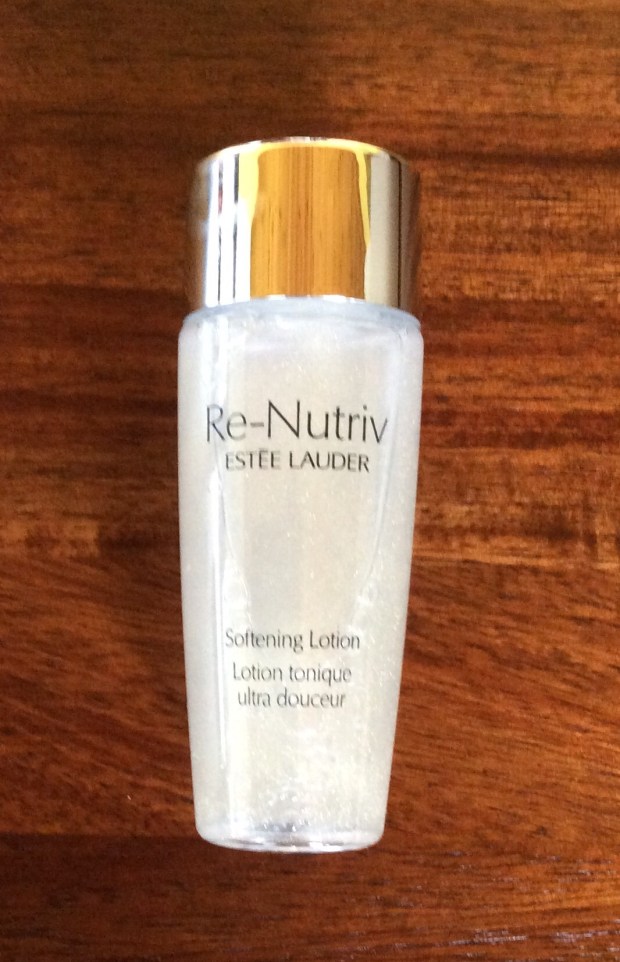 Re-Nutriv
ESTĒE LAUDER
Softening Lotion
Lotion tonique
ultra douceur